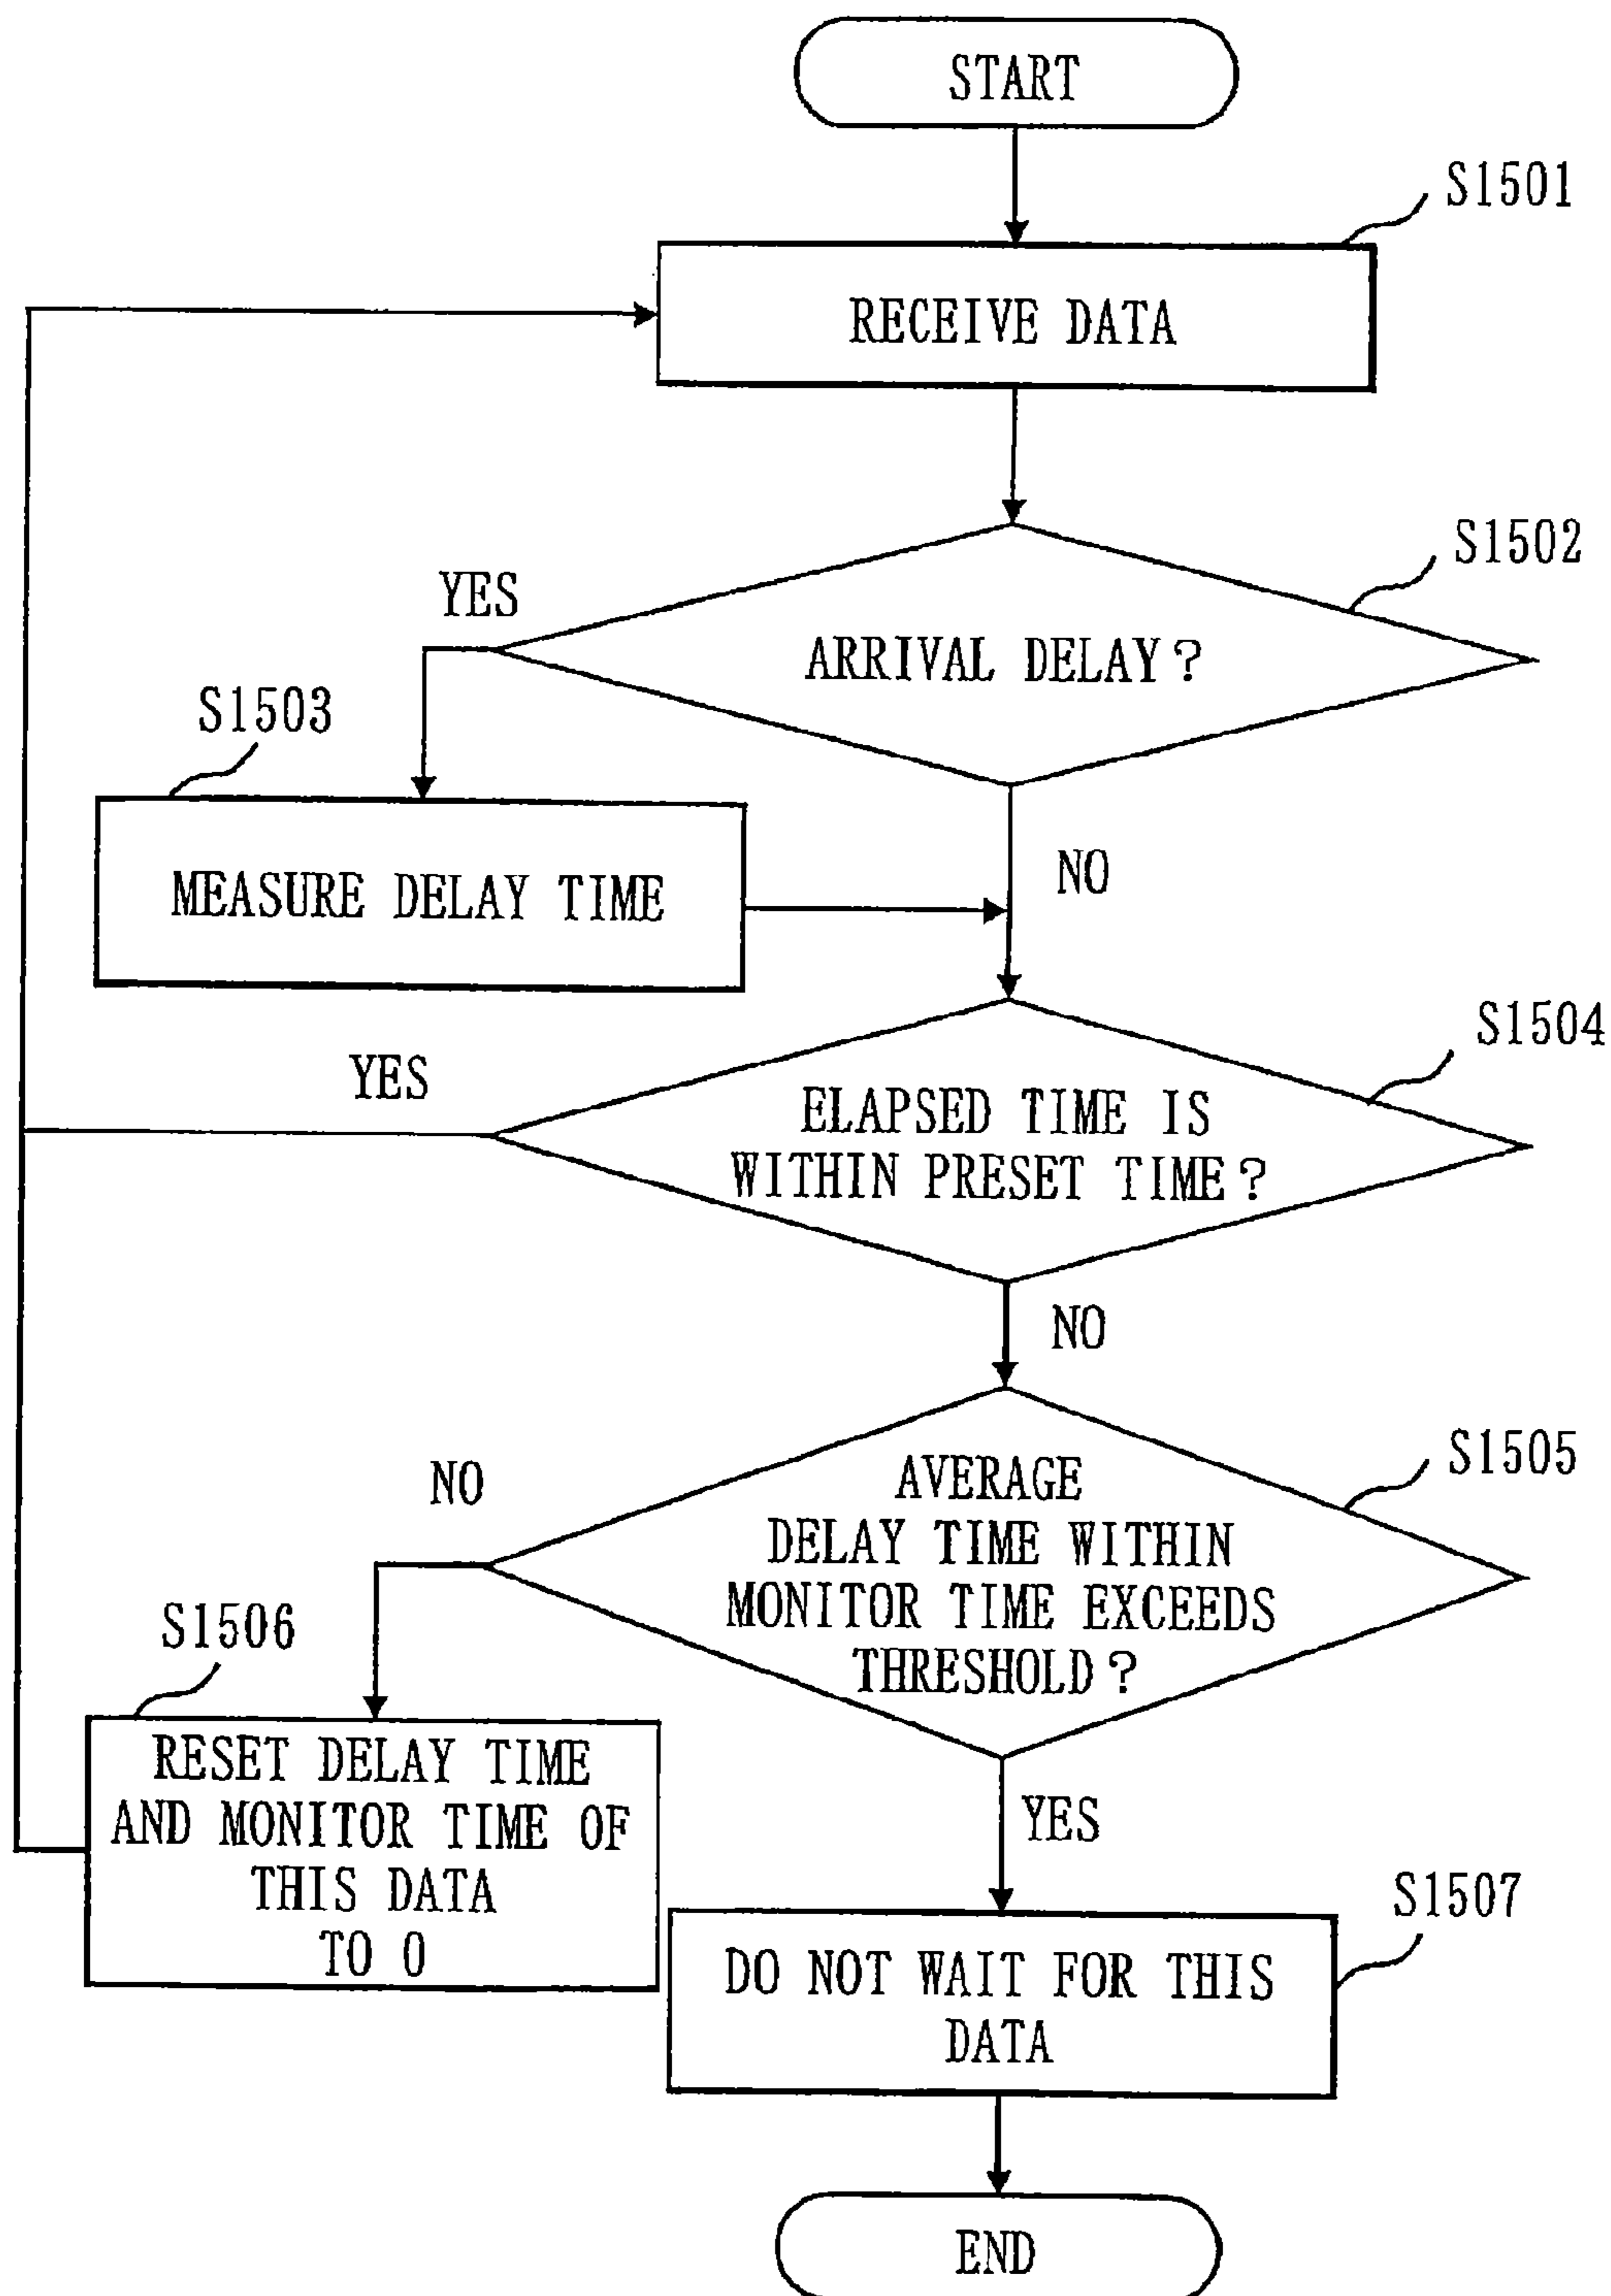 START
S1501
RECEIVE DATA
S1502
YES
ARRIVAL DELAY?
S1503
NO
MEASURE DELAY TIME
S1504
YES
ELAPSED TIME IS
WITHIN PRESET TIME?
NO
S1505
NO
AVERAGE
DELAY TIME WITHIN
MONITOR TIME EXCEEDS
THRESHOLD?
S1506
RESET DELAY TIME
AND MONITOR TIME OF
THIS DATA
TO 0
YES
S1507
DO NOT WAIT FOR THIS
DATA
END